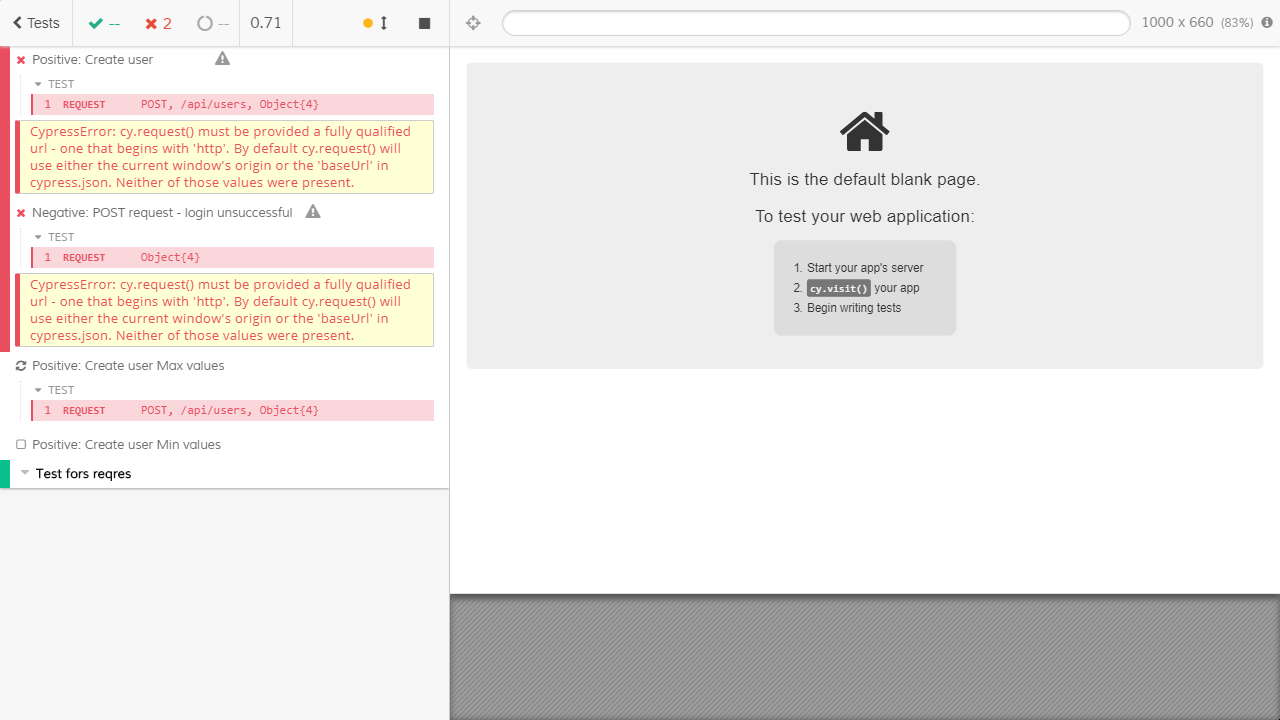 Tests
--
2
--
0.71
1000 x 660 (83%)
Positive: Create user
TEST
1 REQUEST POST, /api/users, Object{4}
CypressError: cy.request() must be provided a fully qualified
url - one that begins with 'http'. By default cy.request() will
use either the current window's origin or the 'baseUrl' in
cypress.json. Neither of those values were present.
Negative: POST request - login unsuccessful
TEST
1 REQUEST Object{4}
CypressError: cy.request() must be provided a fully qualified
url - one that begins with 'http'. By default cy.request() will
use either the current window's origin or the 'baseUrl' in
cypress.json. Neither of those values were present.
Positive: Create user Max values
TEST
1 REQUEST POST, /api/users, Object{4}
Positive: Create user Min values
Test fors reqres
This is the default blank page.
To test your web application:
1. Start your app's server
2. cy.visit() your app
3. Begin writing tests